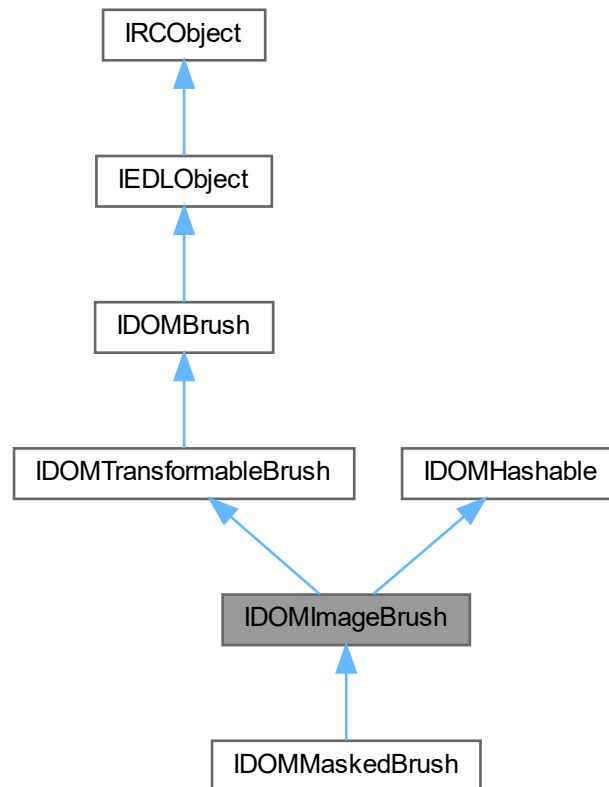 IRCObject
IEDLObject
IDOMBrush
IDOMTransformableBrush
IDOMHashable
IDOMImageBrush
IDOMMaskedBrush